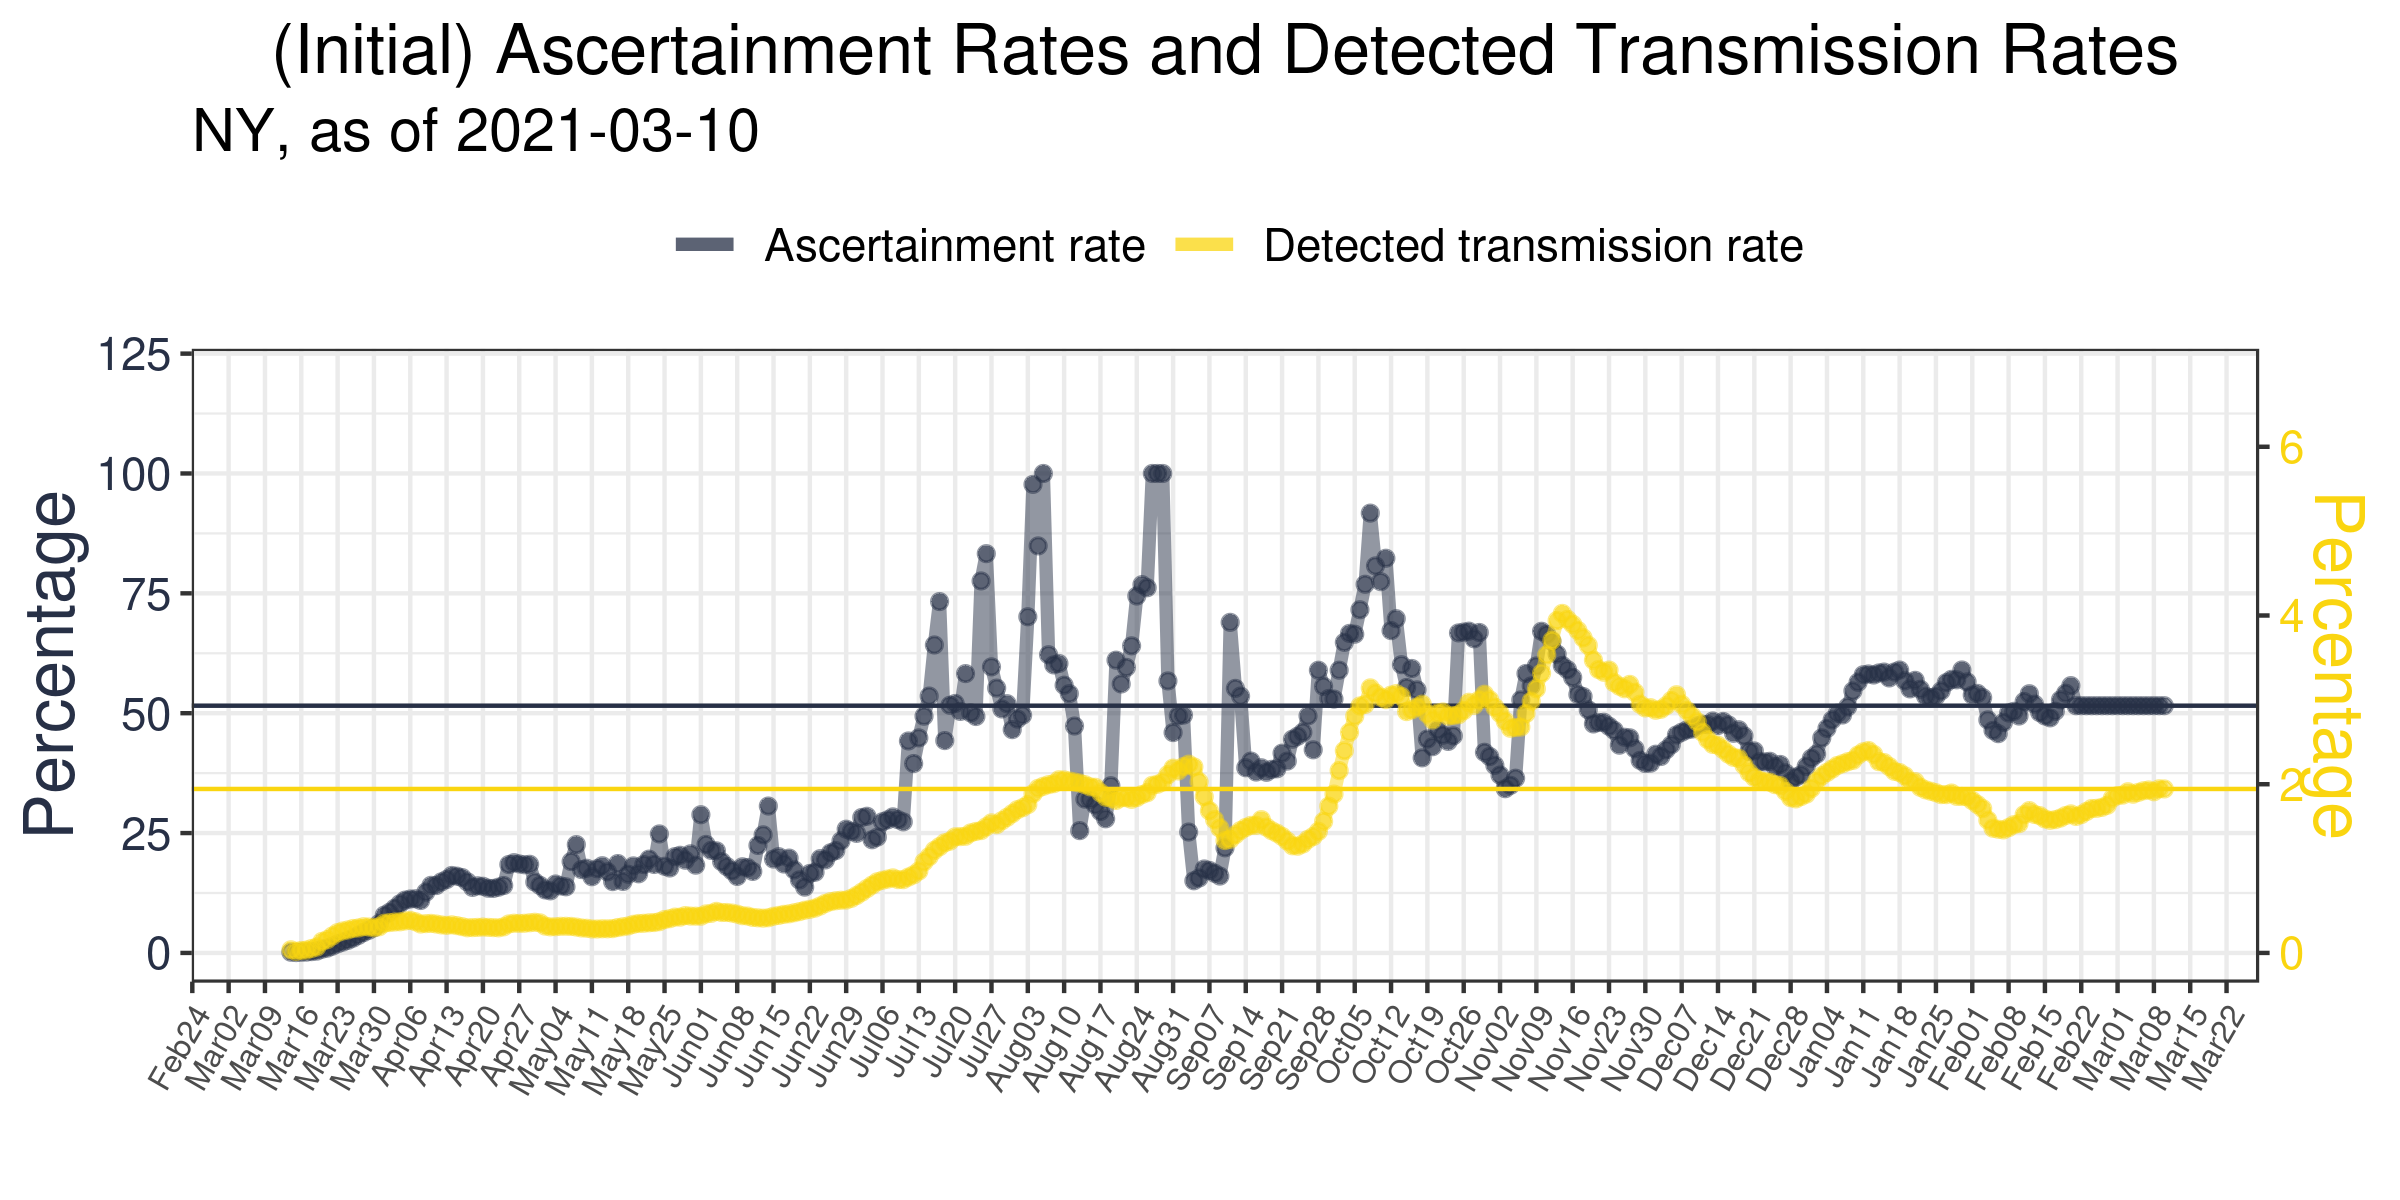 (Initial) Ascertainment Rates and Detected Transmission Rates
NY, as of 2021-03-10
Ascertainment rate Detected transmission rate
Percentage
125
100
75
50
25
0
6
4
2
0
Percentage
Feb24 Mar02 Mar09 Mar16 Mar23 Mar30 Apr06 Apr13 Apr20 Apr27 May04 May11 May18 May25 Jun01 Jun08 Jun15 Jun22 Jun29 Jul06 Jul13 Jul20 Jul27 Aug03 Aug10 Aug17 Aug24 Aug31 Sep07 Sep14 Sep21 Sep28 Oct05 Oct12 Oct19 Oct26 Nov02 Nov09 Nov16 Nov23 Nov30 Dec07 Dec14 Dec21 Dec28 Jan04 Jan11 Jan18 Jan25 Feb01 Feb08 Feb15 Feb22 Mar01 Mar08 Mar15 Mar22